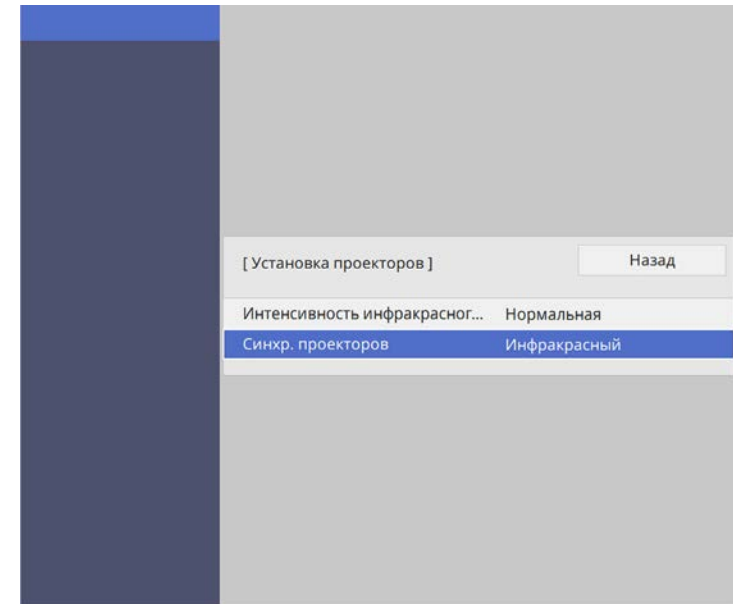 [ Установка проекторов ]
Назад
Интенсивность инфракрасног... Нормальная
Синхр. проекторов Инфракрасный